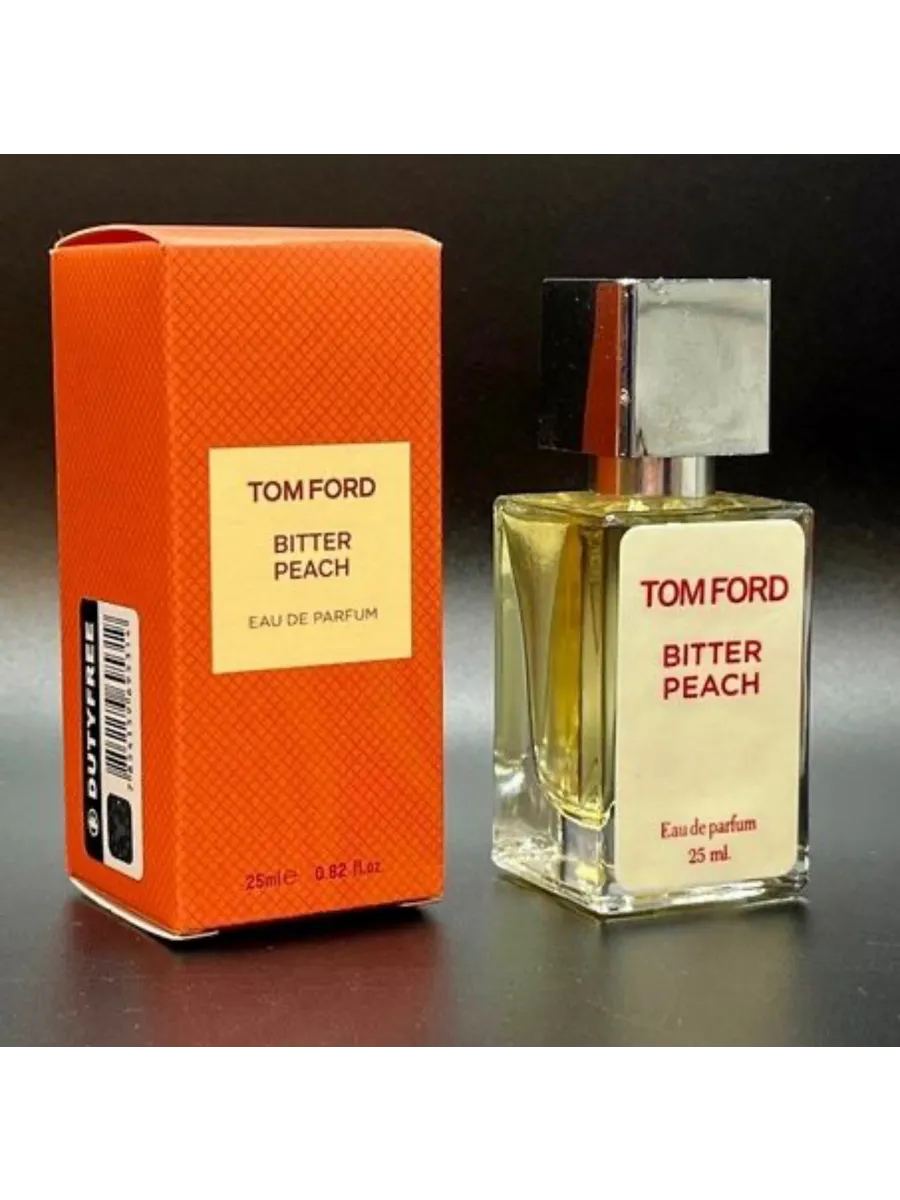 TOM FORD
BITTER
PEACH
EAU DE PARFUM
DUTYFREE
25ml e 0.82 fl.oz
TOM FORD
BITTER
PEACH
Eau de parfum
25 ml.